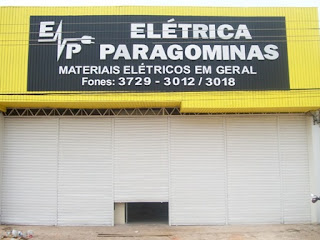 EP
ELÉTRICA
PARAGOMINAS
MATERIAIS ELÉTRICOS EM GERAL
Fones: 3729 - 3012 / 3018